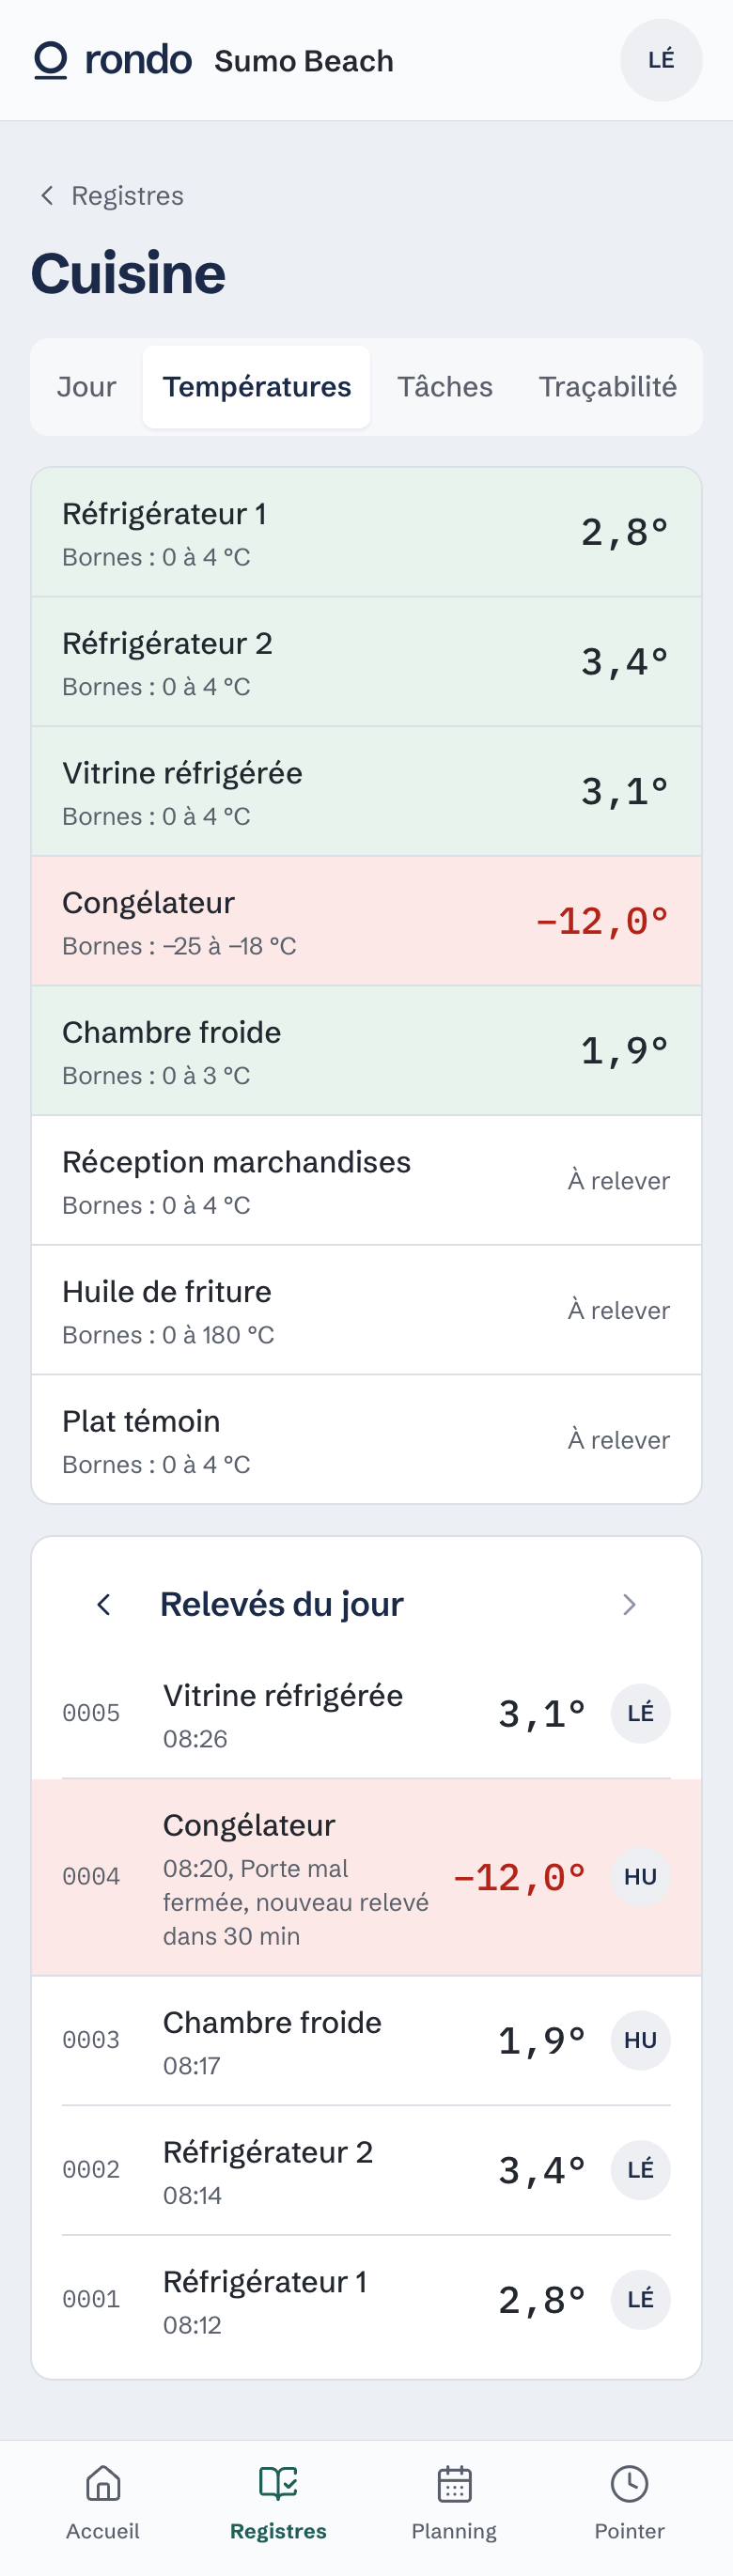 rondo Sumo Beach LÉ
Registres
Cuisine
Jour Températures Tâches Traçabilité
Réfrigérateur 1
Bornes : 0 à 4 °C
2,8°
Réfrigérateur 2
Bornes : 0 à 4 °C
3,4°
Vitrine réfrigérée
Bornes : 0 à 4 °C
3,1°
Congélateur
Bornes : −25 à −18 °C
−12,0°
Chambre froide
Bornes : 0 à 3 °C
1,9°
Réception marchandises
Bornes : 0 à 4 °C
À relever
Huile de friture
Bornes : 0 à 180 °C
À relever
Plat témoin
Bornes : 0 à 4 °C
À relever
Relevés du jour
0005
Vitrine réfrigérée
08:26
3,1° LÉ
0004
Congélateur
08:20, Porte mal
fermée, nouveau relevé
dans 30 min
−12,0° HU
0003
Chambre froide
08:17
1,9° HU
0002
Réfrigérateur 2
08:14
3,4° LÉ
0001
Réfrigérateur 1
08:12
2,8° LÉ
Accueil Registres Planning Pointer